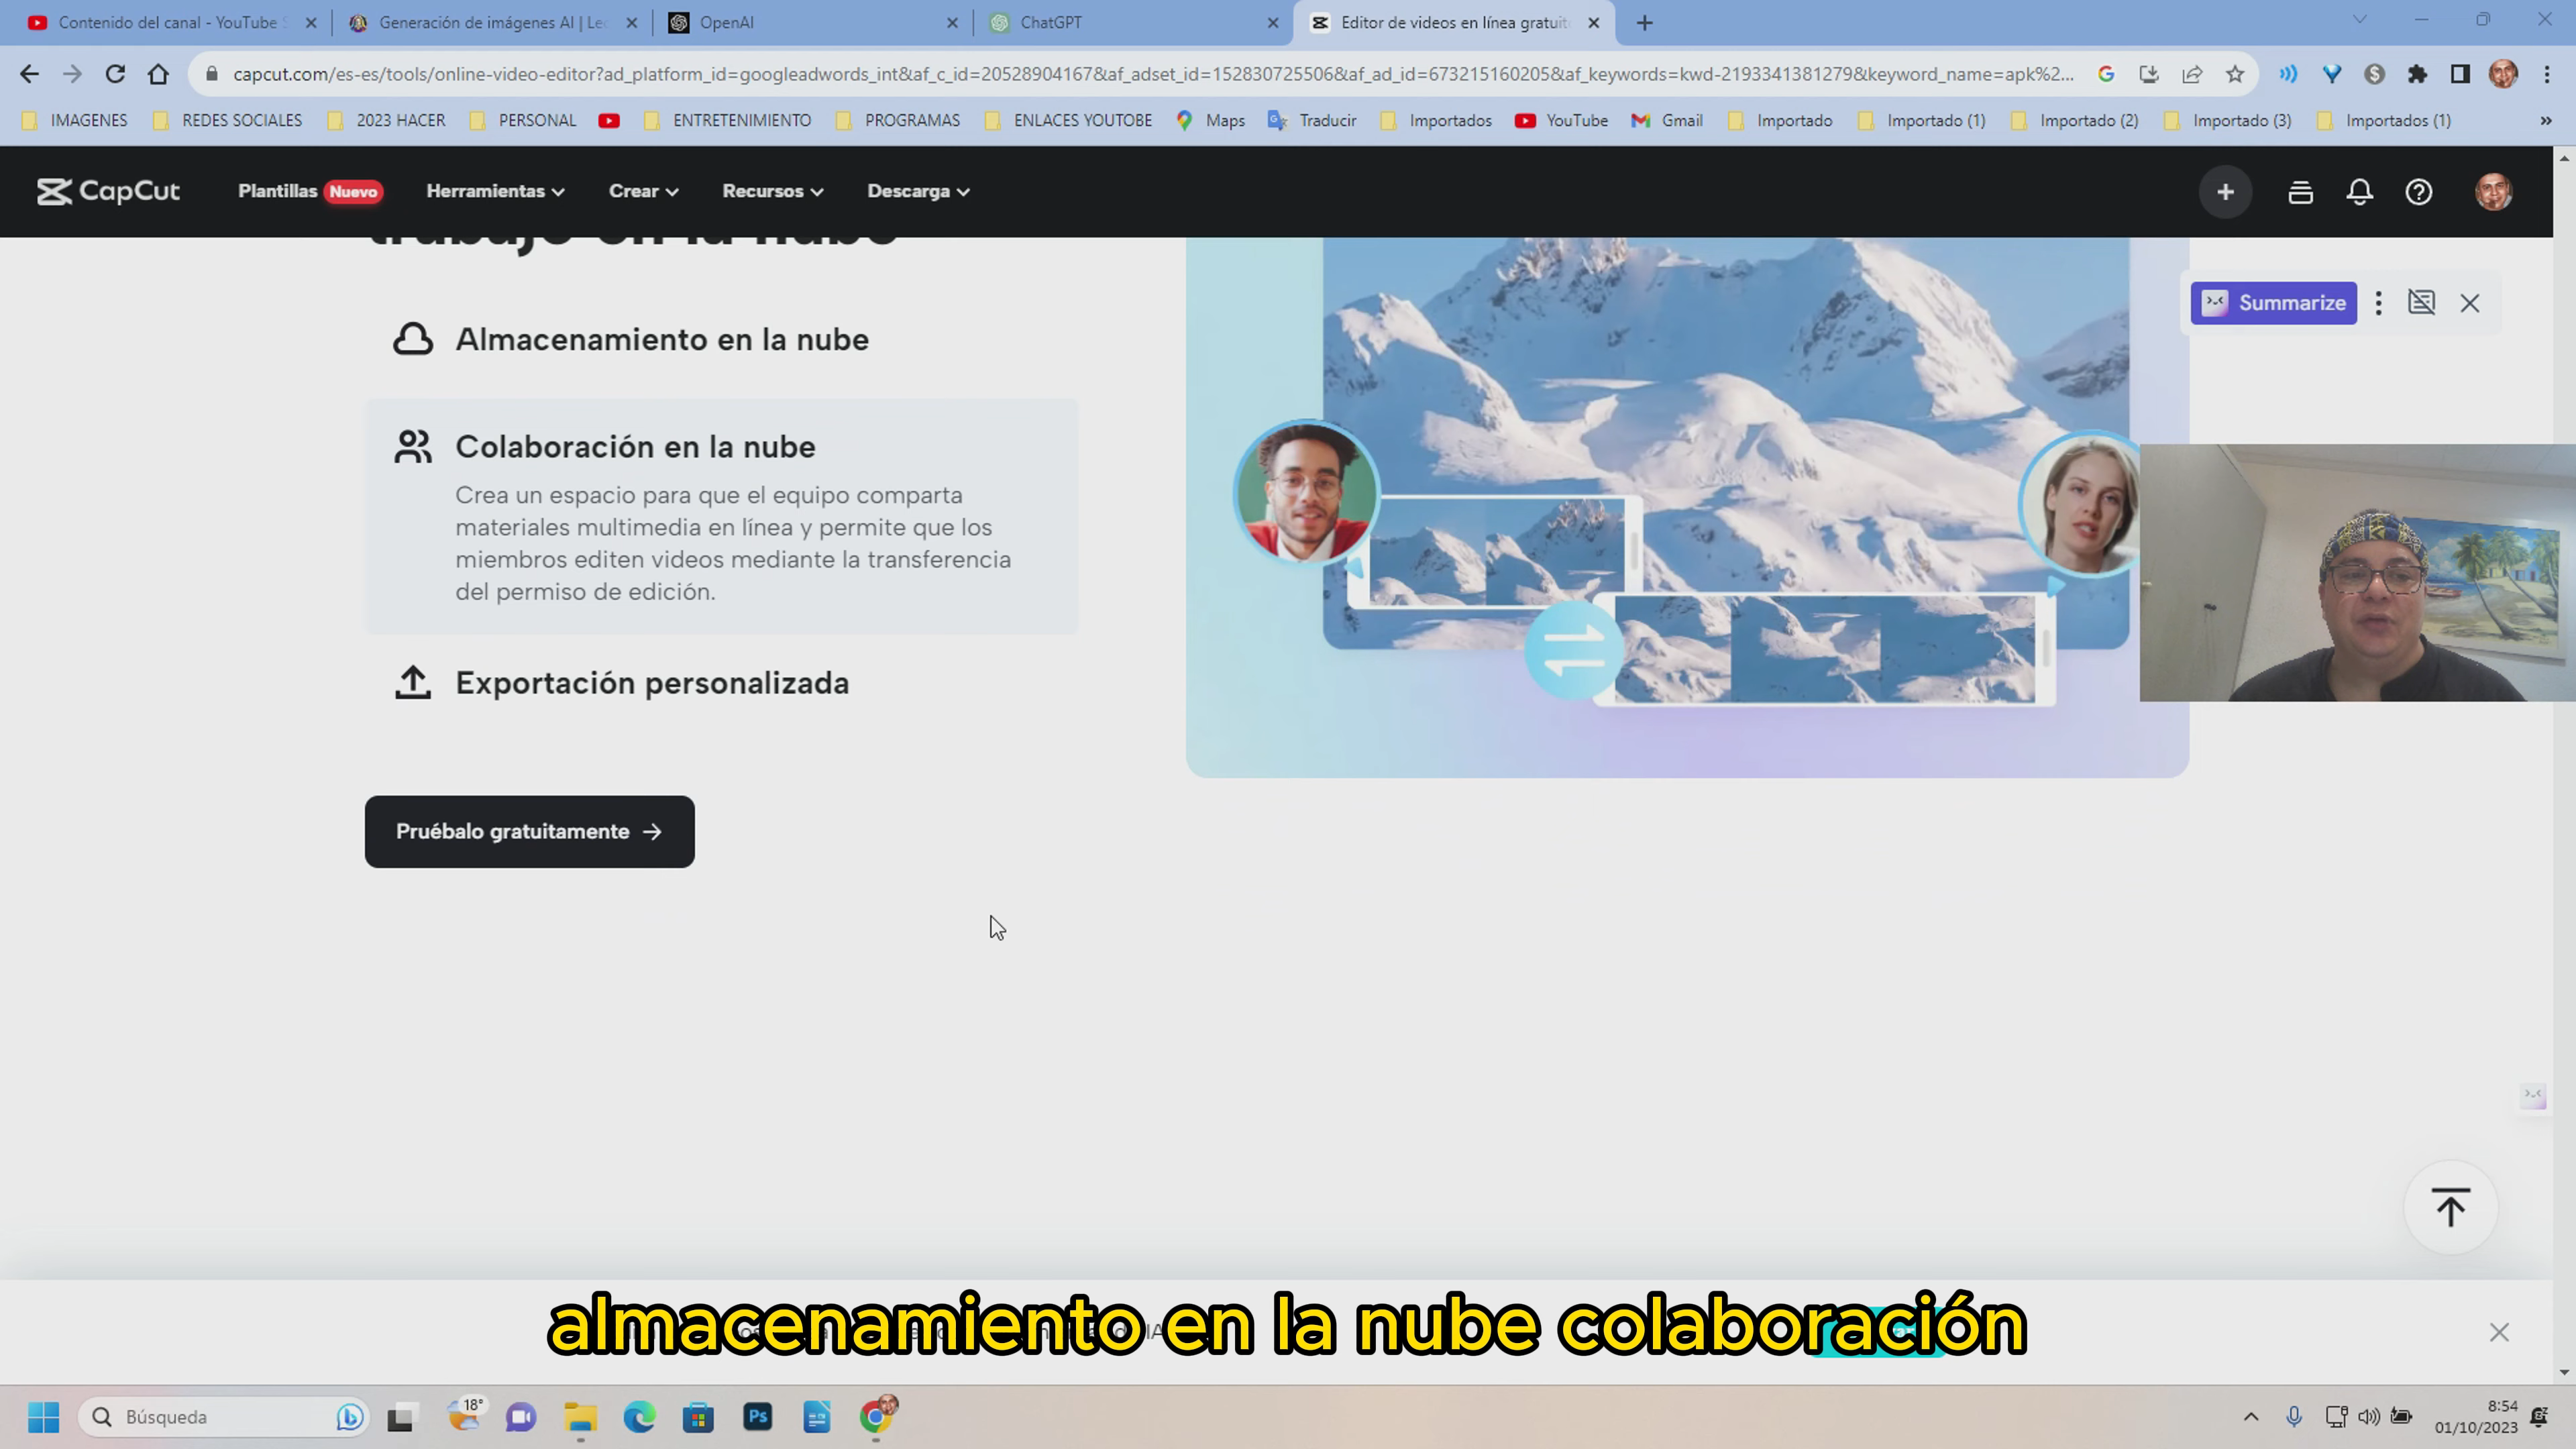 Contenido del canal - YouTube S
Generación de imágenes AI | Leo
OpenAI
ChatGPT
Editor de videos en línea gratuit
capcut.com/es-es/tools/online-video-editor?ad_platform_id=googleadwords_int&af_c_id=20528904167&af_adset_id=152830725506&af_ad_id=673215160205&af_keywords=kwd-2193341381279&keyword_name=apk%2...
IMAGENES
REDES SOCIALES
2023 HACER
PERSONAL
ENTRETENIMIENTO
PROGRAMAS
ENLACES YOUTOBE
Maps
Traducir
Importados
YouTube
Gmail
Importado
Importado (1)
Importado (2)
Importado (3)
Importados (1)
CapCut
Plantillas Nuevo
Herramientas
Crear
Recursos
Descarga
trabajo en la nube
Summarize
Almacenamiento en la nube
Colaboración en la nube
Crea un espacio para que el equipo comparta
materiales multimedia en línea y permite que los
miembros editen videos mediante la transferencia
del permiso de edición.
Exportación personalizada
Pruébalo gratuitamente →
almacenamiento en la nube colaboración
Búsqueda
18°
Ps
8:54
01/10/2023